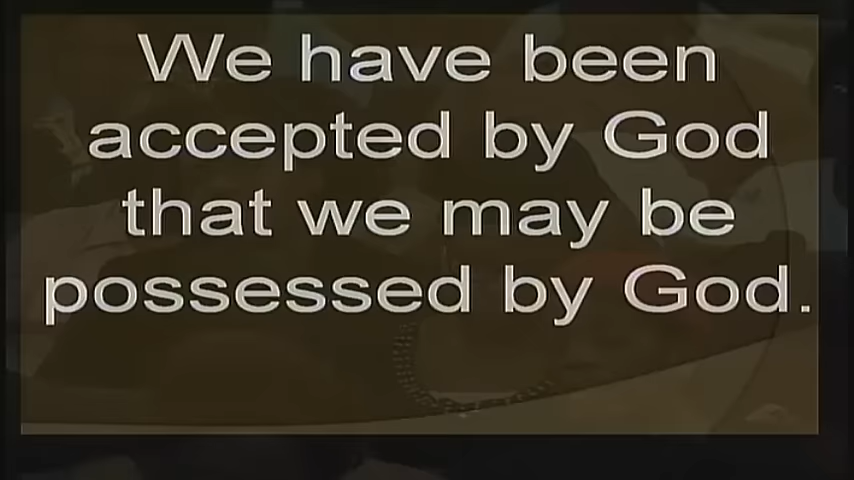 We have been
accepted by God
that we may be
possessed by God.